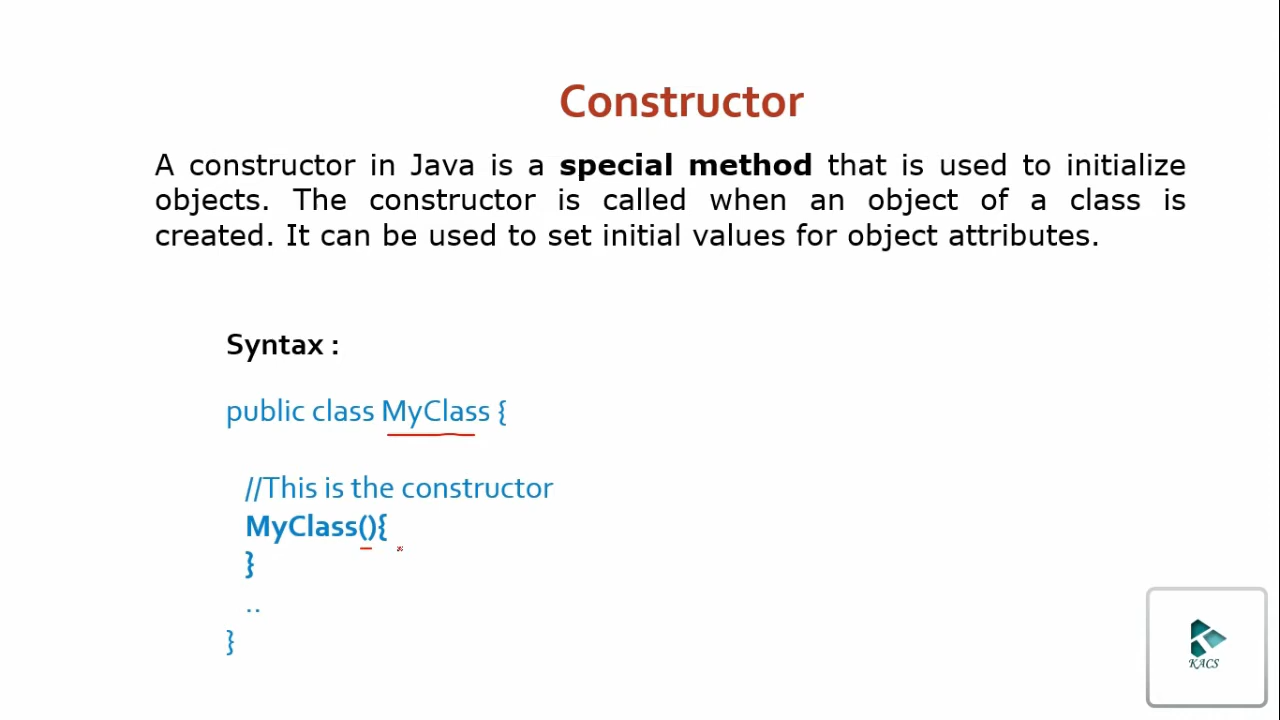 Constructor
A constructor in Java is a special method that is used to initialize
objects. The constructor is called when an object of a class is
created. It can be used to set initial values for object attributes.
Syntax :
public class MyClass {
//This is the constructor
MyClass(){
}
..
}
KACS